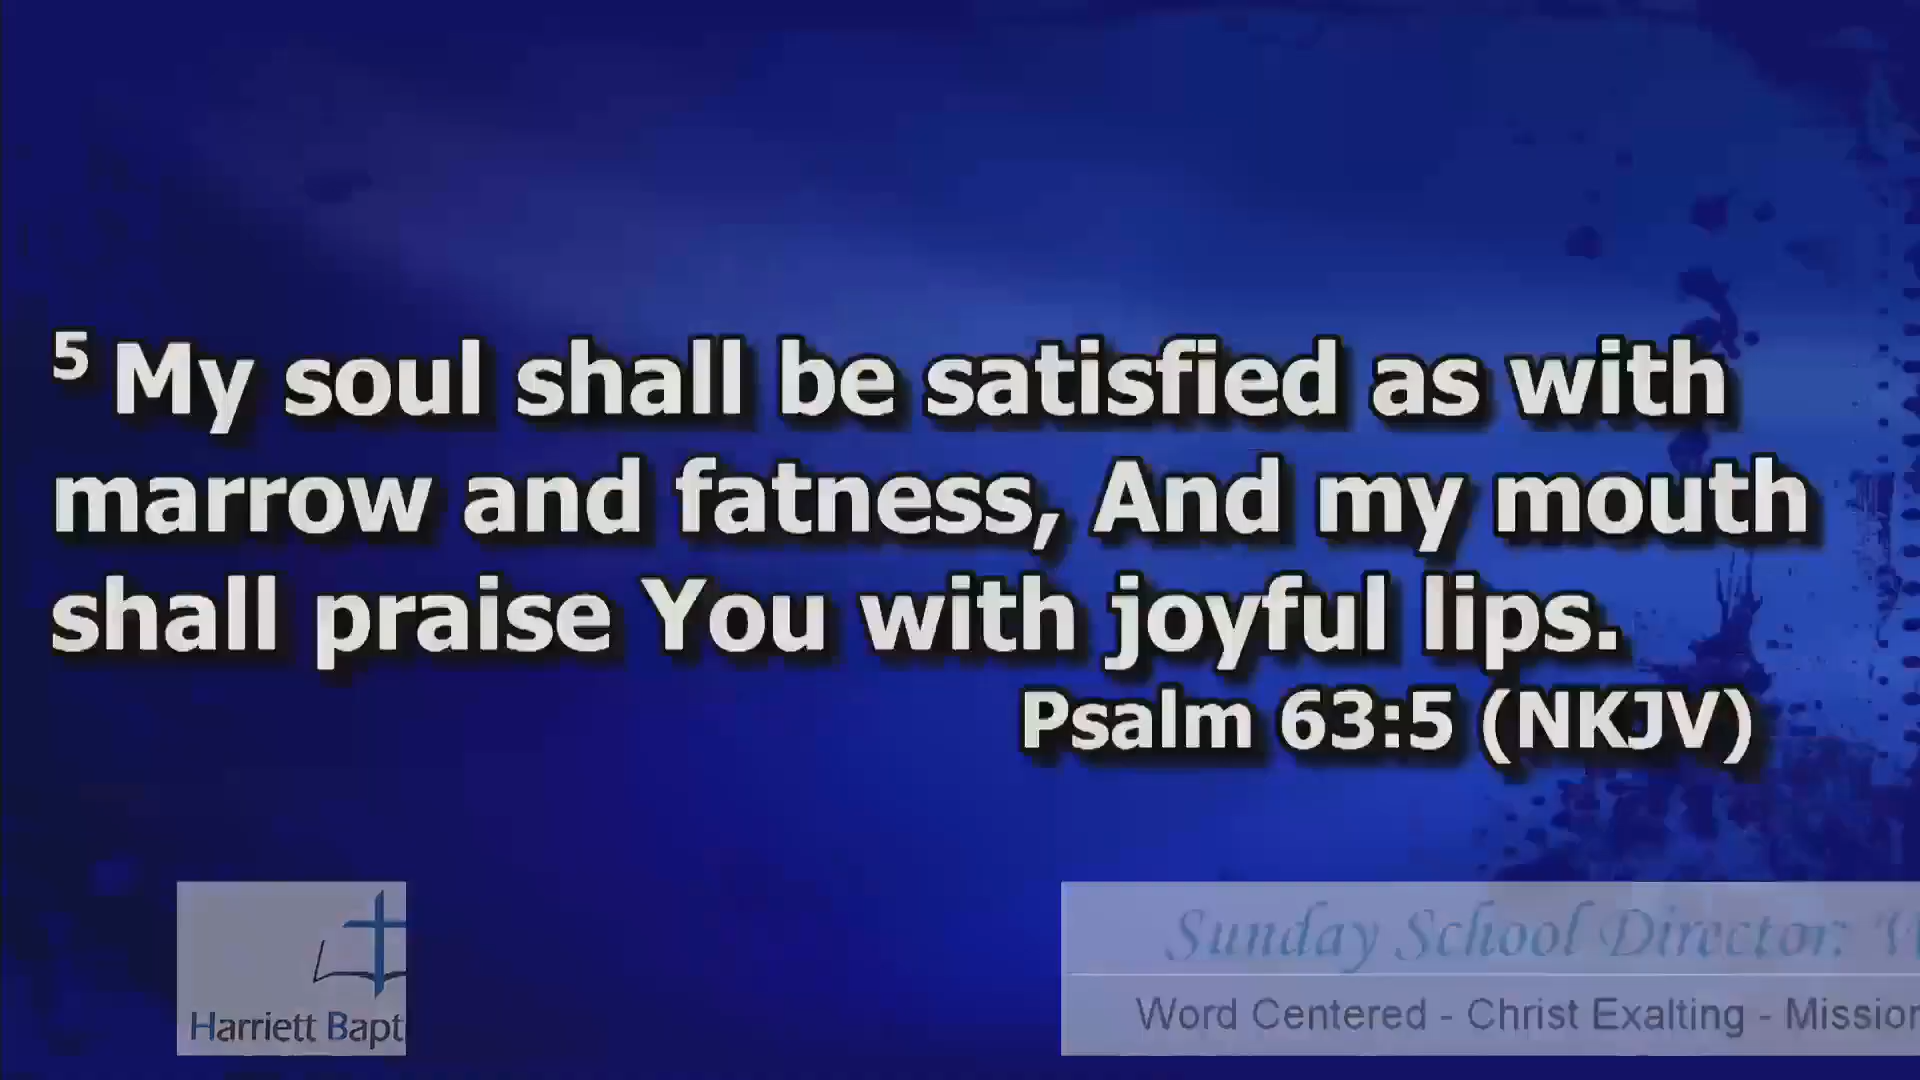 5 My soul shall be satisfied as with
marrow and fatness, And my mouth
shall praise You with joyful lips.
Psalm 63:5 (NKJV)
Harriett Bapt
Sunday School Director:
Word Centered - Christ Exalting - Mission